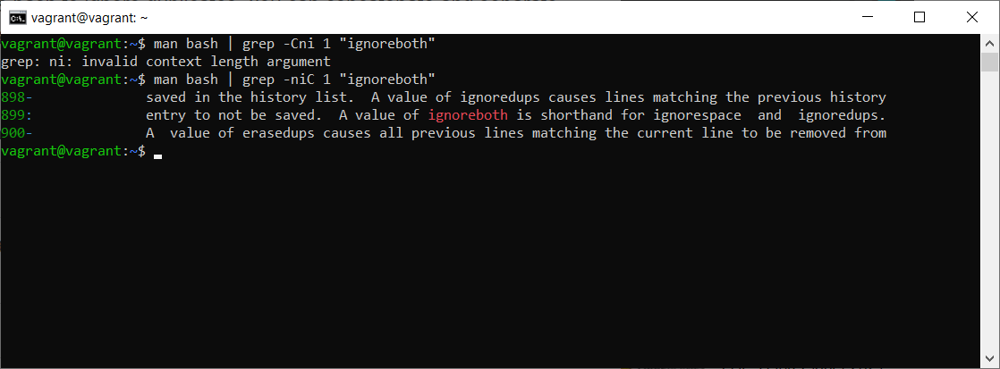 vagrant@vagrant: ~
vagrant@vagrant:~$ man bash | grep -Cni 1 "ignoreboth"
grep: ni: invalid context length argument
vagrant@vagrant:~$ man bash | grep -niC 1 "ignoreboth"
898-              saved in the history list.  A value of ignoredups causes lines matching the previous history
899:              entry to not be saved.  A value of ignoreboth is shorthand for ignorespace  and  ignoredups.
900-              A  value of erasedups causes all previous lines matching the current line to be removed from
vagrant@vagrant:~$